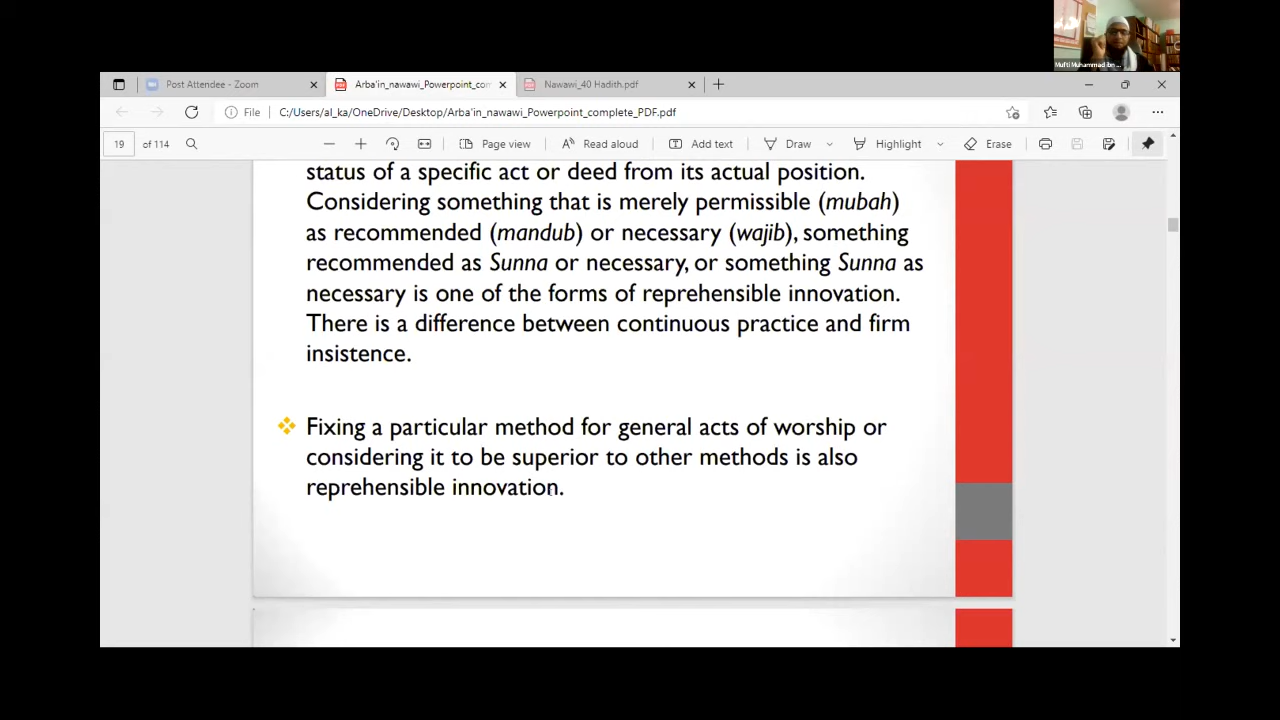 Mufti Muhammad ibn ...
Post Attendee - Zoom
Arba'in_nawawi_Powerpoint_com
Nawawi_40 Hadith.pdf
File
C:/Users/al_ka/OneDrive/Desktop/Arba'in_nawawi_Powerpoint_complete_PDF.pdf
19 of 114
Page view
Read aloud
Add text
Draw
Highlight
Erase
status of a specific act or deed from its actual position.
Considering something that is merely permissible (mubah)
as recommended (mandub) or necessary (wajib), something
recommended as Sunna or necessary, or something Sunna as
necessary is one of the forms of reprehensible innovation.
There is a difference between continuous practice and firm
insistence.
Fixing a particular method for general acts of worship or
considering it to be superior to other methods is also
reprehensible innovation.